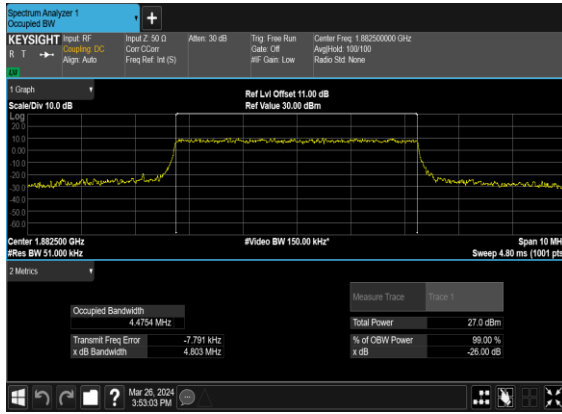 Spectrum Analyzer 1
Occupied BW
+
KEYSIGHT
R T
LXI
Input: RF
Coupling: DC
Align: Auto
Input Z: 50 Ω
Corr CCorr
Freq Ref: Int (S)
Atten: 30 dB
Trig: Free Run
Gate: Off
#IF Gain: Low
Center Freq: 1.882500000 GHz
Avg|Hold: 100/100
Radio Std: None
1 Graph
Scale/Div 10.0 dB
Ref Lvl Offset 11.00 dB
Ref Value 30.00 dBm
Log
20.0
10.0
0.00
-10.0
-20.0
-30.0
-40.0
-50.0
-60.0
Center 1.882500 GHz
#Res BW 51.000 kHz
#Video BW 150.00 kHz*
Span 10 MH
Sweep 4.80 ms (1001 pts
2 Metrics
Measure Trace Trace 1
Occupied Bandwidth
4.4754 MHz
Total Power 27.0 dBm
Transmit Freq Error -7.791 kHz
% of OBW Power 99.00 %
x dB Bandwidth 4.803 MHz
x dB -26.00 dB
?
Mar 26, 2024
3:53:03 PM